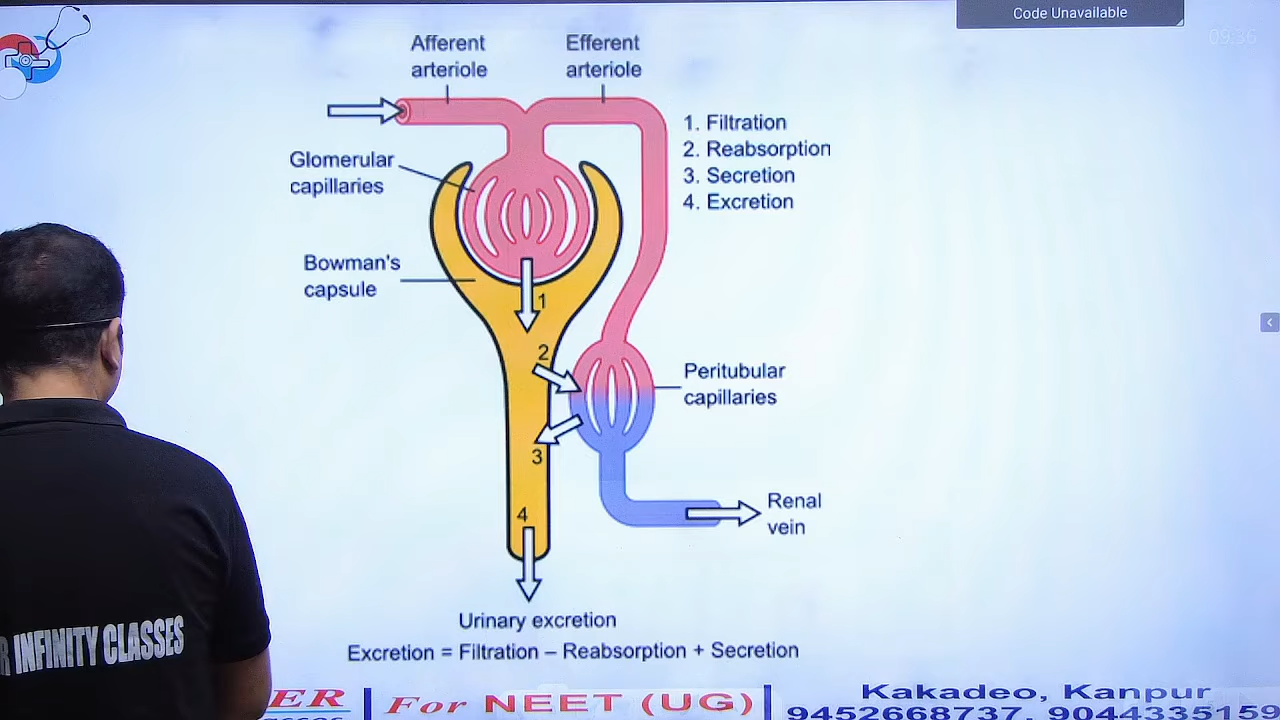 Code Unavailable
09:36
Afferent
arteriole
Efferent
arteriole
1. Filtration
2. Reabsorption
3. Secretion
4. Excretion
Glomerular
capillaries
Bowman's
capsule
1
2
Peritubular
capillaries
3
4
Renal
vein
Urinary excretion
Excretion = Filtration – Reabsorption + Secretion
R INFINITY CLASSES
ER
For NEET (UG)
Kakadeo, Kanpur
9452668737, 9044335159